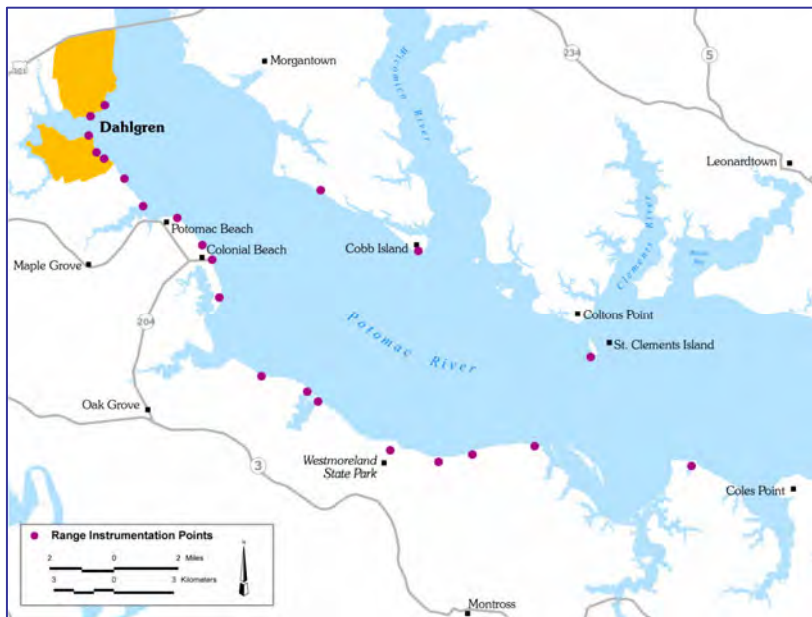 Morgantown
234
5
301
Wicomico River
Dahlgren
Leonardtown
Potomac Beach
Colonial Beach
Cobb Island
Clements River
Maple Grove
204
Coltons Point
St. Clements Island
Potomac River
Oak Grove
3
Westmoreland
State Park
Coles Point
Range Instrumentation Points
2 0 2 Miles
3 0 3 Kilometers
N
Montross